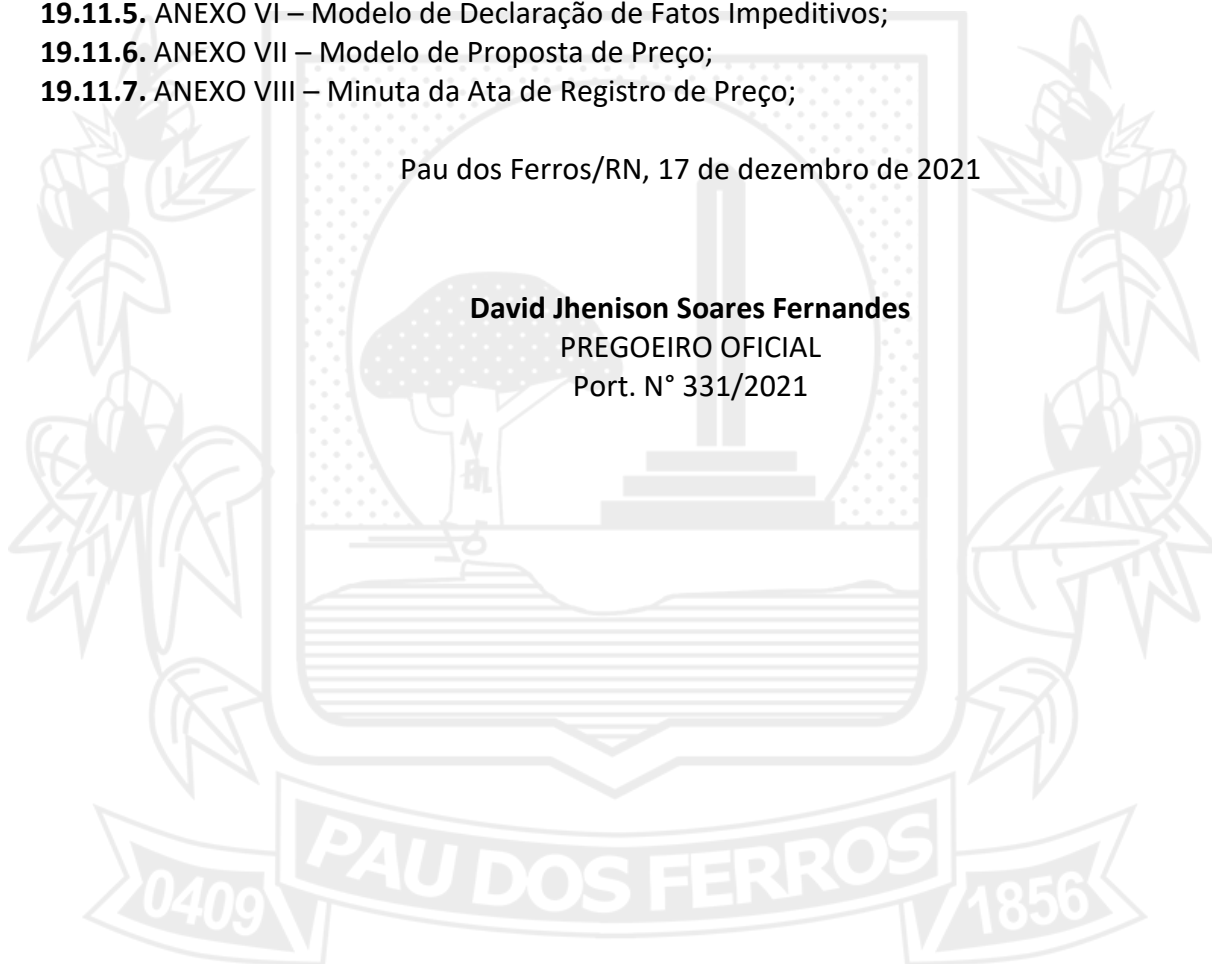 19.11.5. ANEXO VI – Modelo de Declaração de Fatos Impeditivos;
19.11.6. ANEXO VII – Modelo de Proposta de Preço;
19.11.7. ANEXO VIII – Minuta da Ata de Registro de Preço;
Pau dos Ferros/RN, 17 de dezembro de 2021
David Jhenison Soares Fernandes
PREGOEIRO OFICIAL
Port. N° 331/2021
PAU DOS FERROS
0409
1856